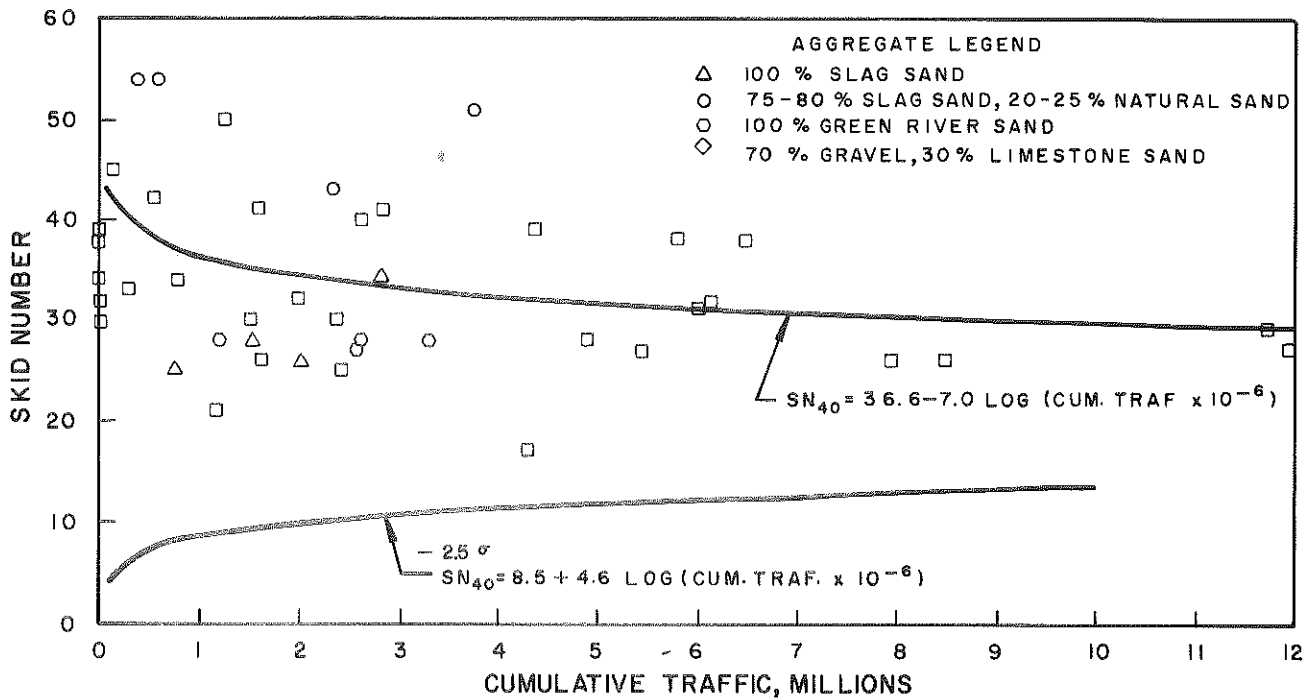 60
50
40
30
20
10
0
SKID NUMBER
AGGREGATE LEGEND
100 % SLAG SAND
75-80 % SLAG SAND, 20-25% NATURAL SAND
100 % GREEN RIVER SAND
70 % GRAVEL, 30% LIMESTONE SAND
SN40 = 36.6-7.0 LOG (CUM. TRAF x 10-6)
- 2.5 σ
SN40 = 8.5 + 4.6 LOG (CUM. TRAF. x 10-6)
0 1 2 3 4 5 6 7 8 9 10 11 12
CUMULATIVE TRAFFIC, MILLIONS